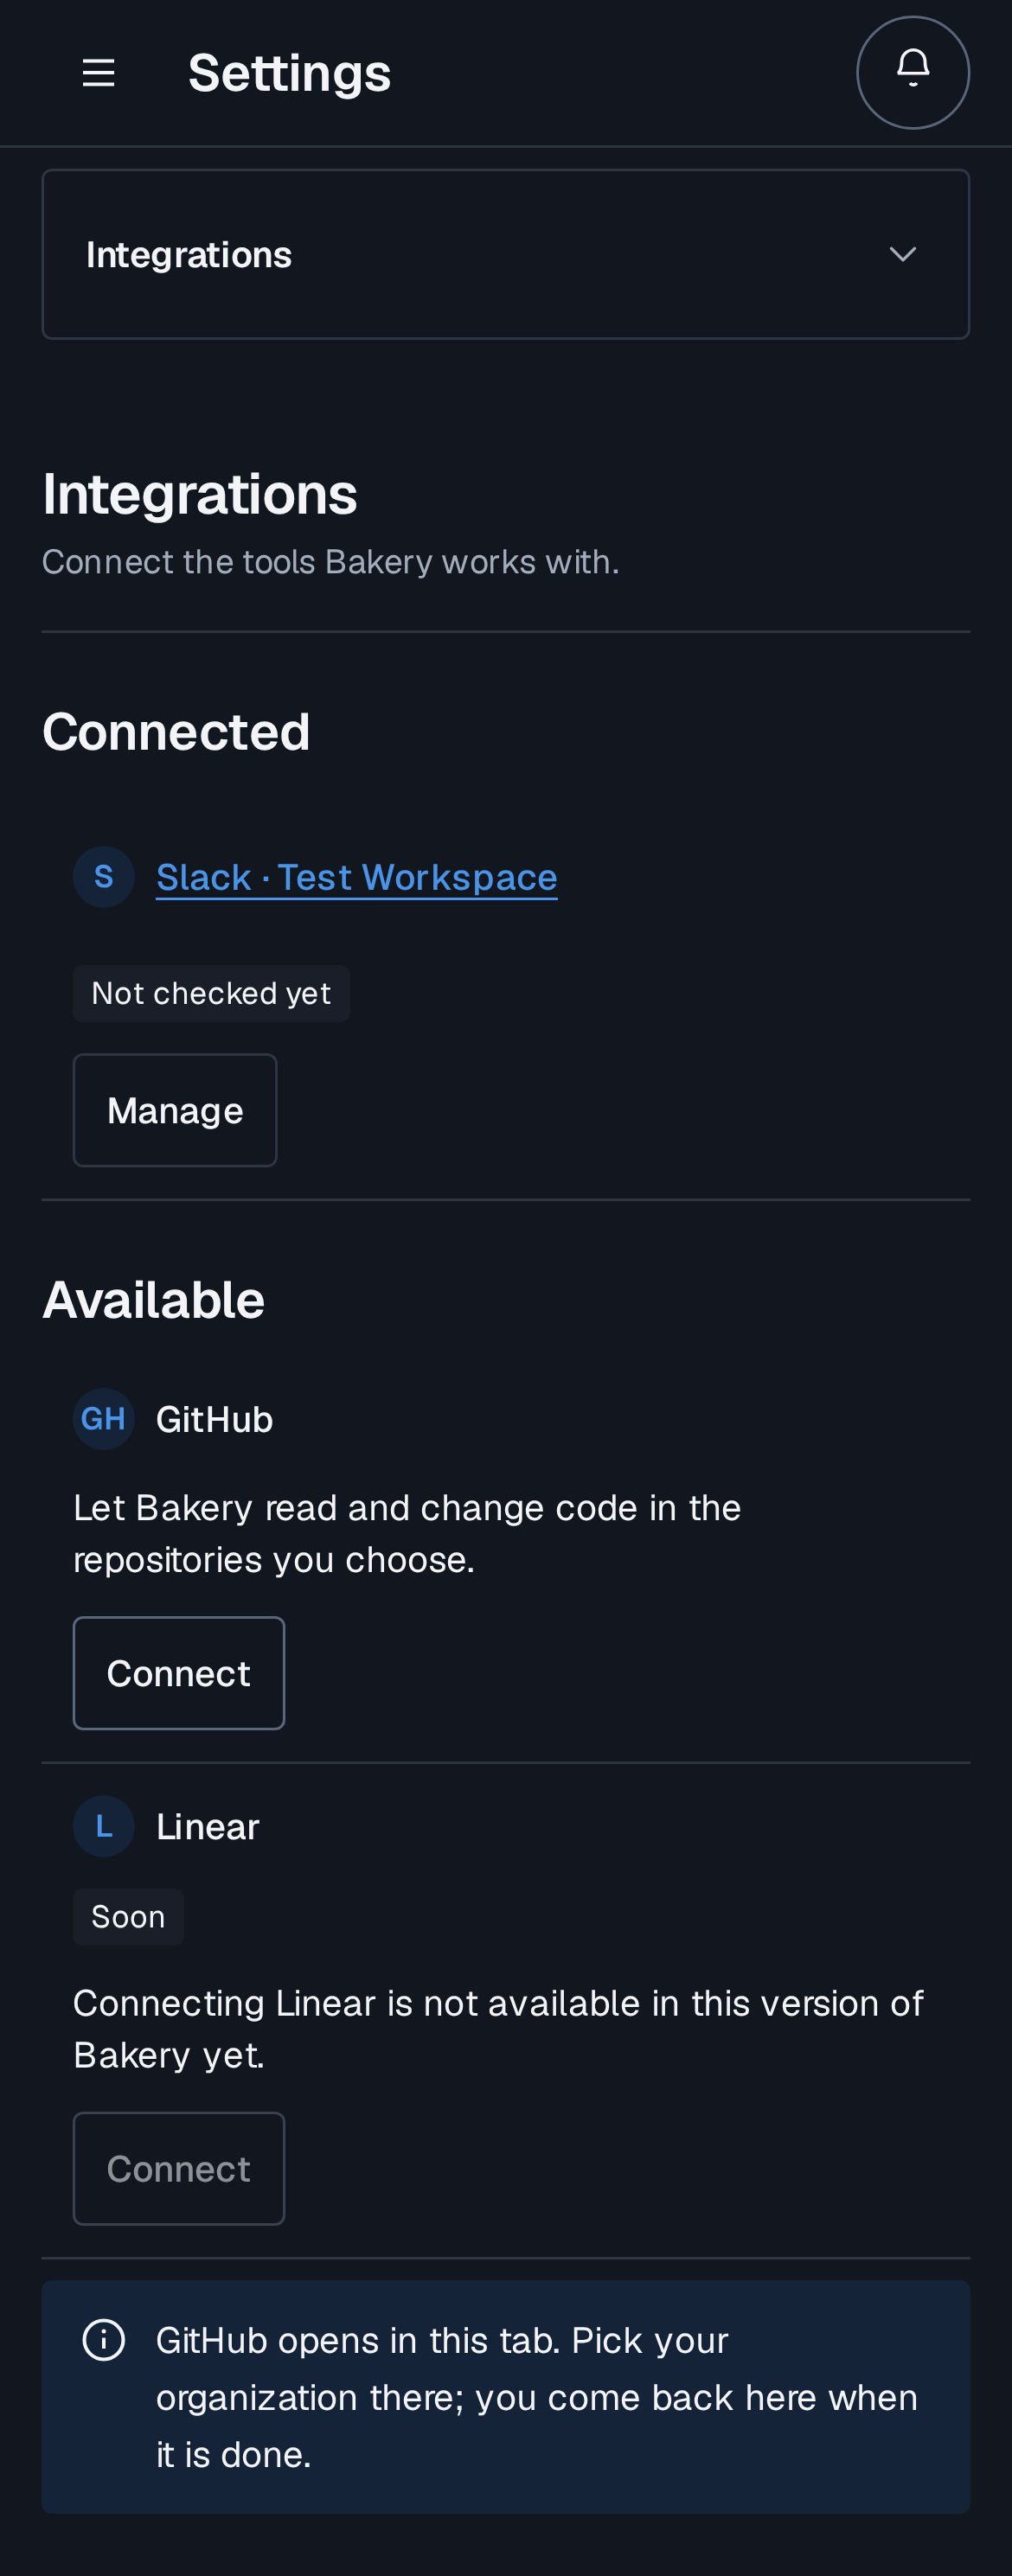 Settings
Integrations
Integrations
Connect the tools Bakery works with.
Connected
S
Slack · Test Workspace
Not checked yet
Manage
Available
GH
GitHub
Let Bakery read and change code in the
repositories you choose.
Connect
L
Linear
Soon
Connecting Linear is not available in this version of
Bakery yet.
Connect
GitHub opens in this tab. Pick your
organization there; you come back here when
it is done.